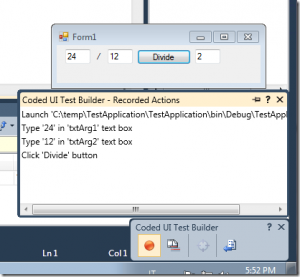 Form1
24 / 12 Divide 2
Coded UI Test Builder - Recorded Actions
Launch 'C:\temp\TestApplication\TestApplication\bin\Debug\TestAppl
Type '24' in 'txtArg1' text box
Type '12' in 'txtArg2' text box
Click 'Divide' button
Coded UI Test Builder
Ln 1 Col 1
IT 5:52 PM